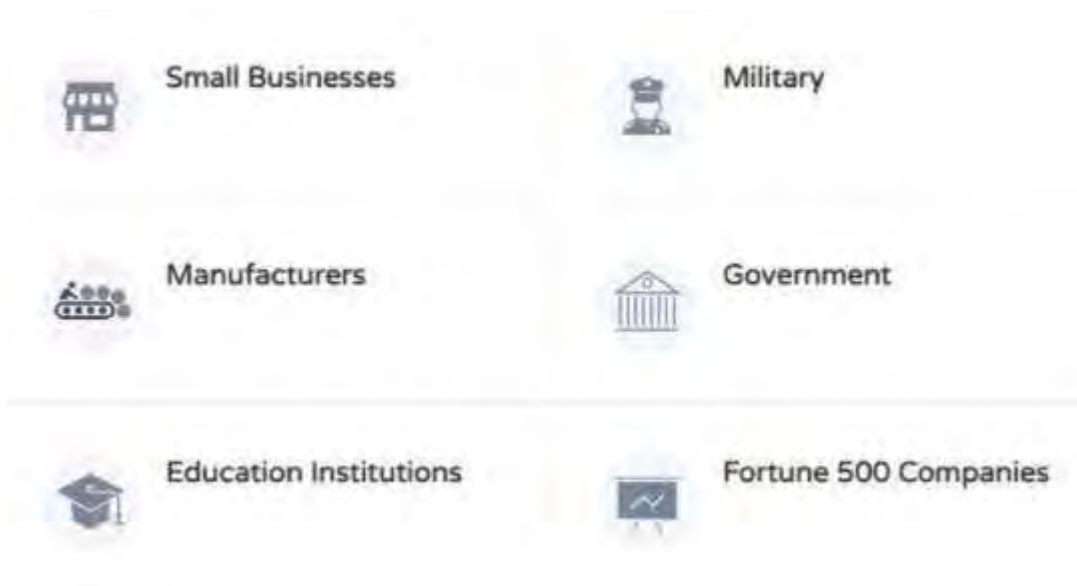 Small Businesses
Military
Manufacturers
Government
Education Institutions
Fortune 500 Companies